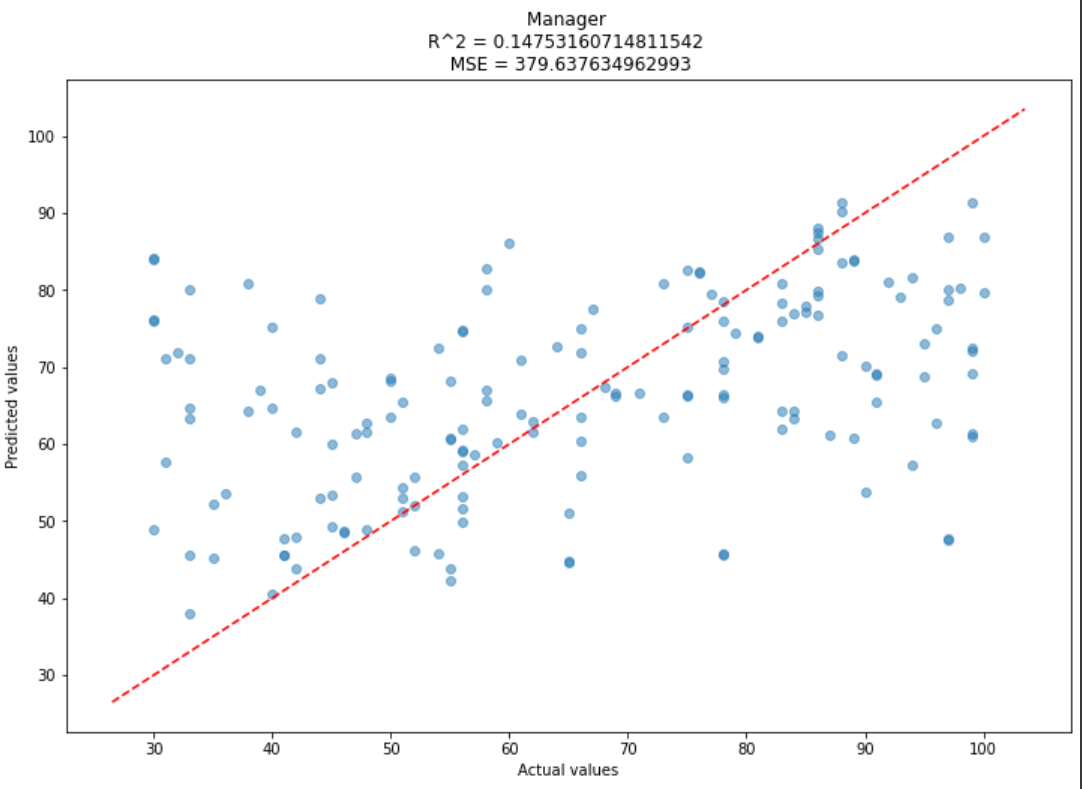 Manager
R^2 = 0.14753160714811542
MSE = 379.637634962993
100
90
80
70
60
50
40
30
Predicted values
30 40 50 60 70 80 90 100
Actual values